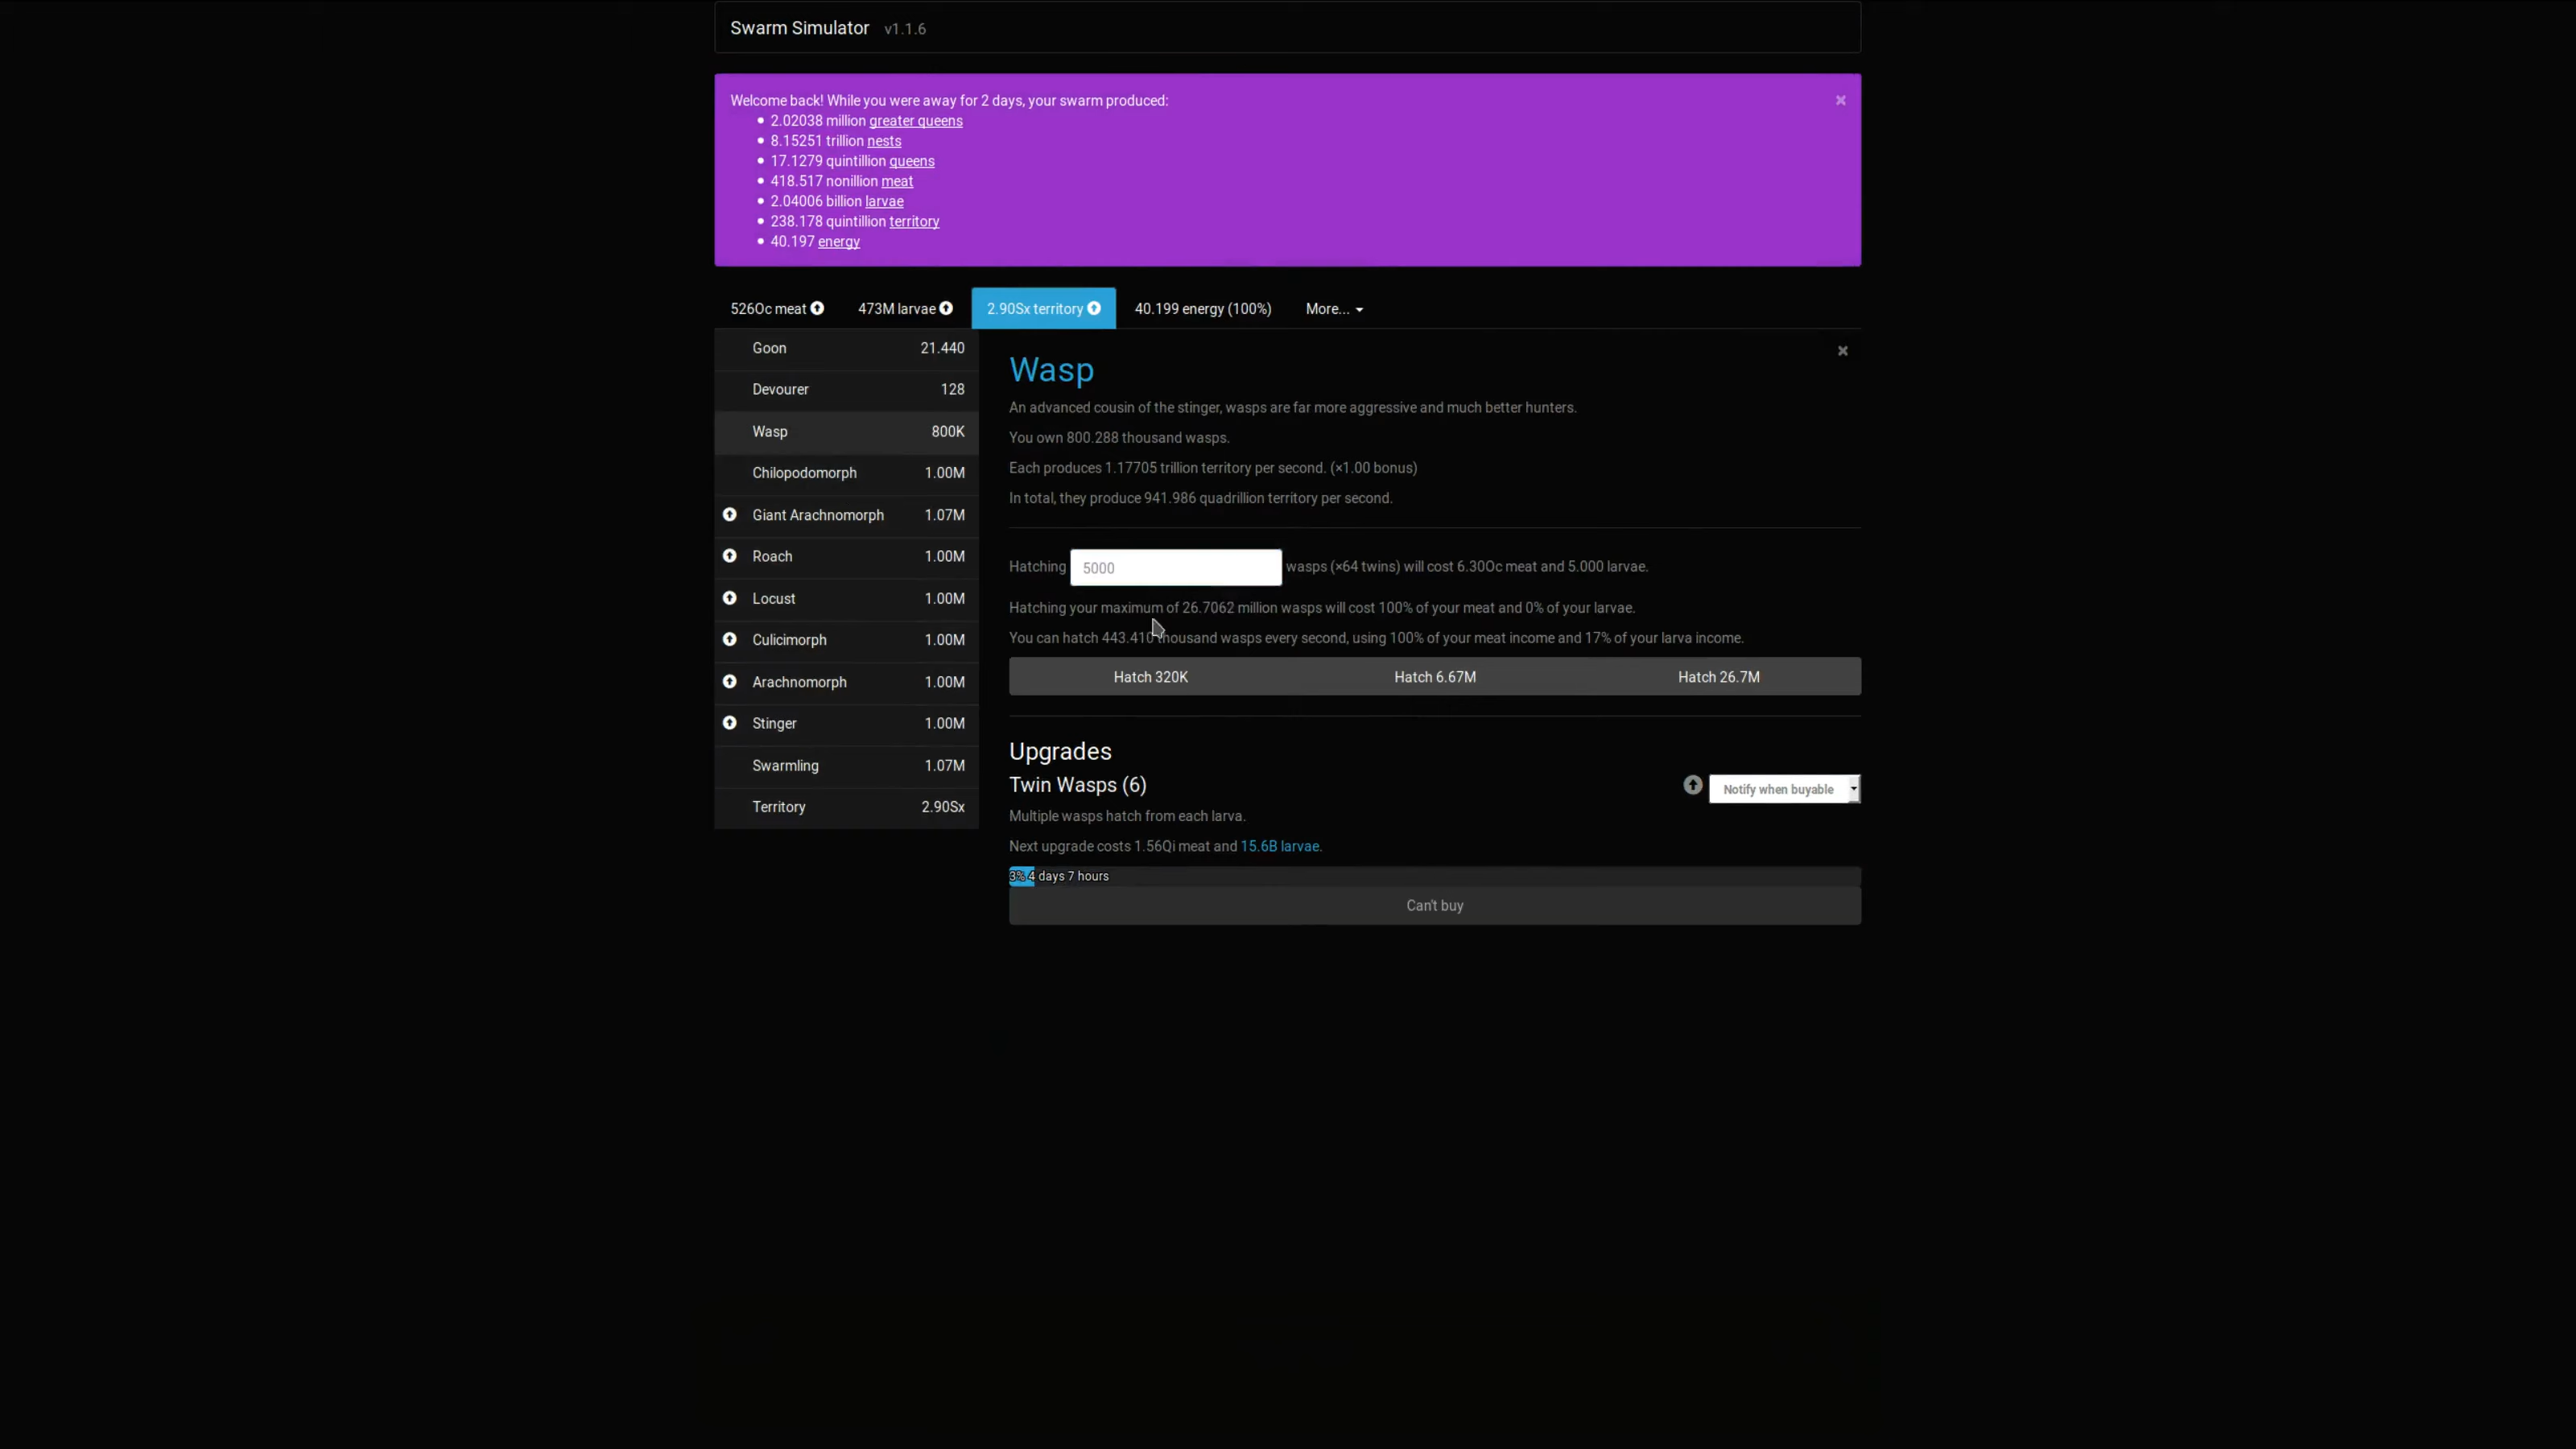 Swarm Simulator v1.1.6
Welcome back! While you were away for 2 days, your swarm produced:
2.02038 million greater queens
8.15251 trillion nests
17.1279 quintillion queens
418.517 nonillion meat
2.04006 billion larvae
238.178 quintillion territory
40.197 energy
526Oc meat 473M larvae 2.90Sx territory 40.199 energy (100%) More...
Goon 21.440
Devourer 128
Wasp 800K
Chilopodomorph 1.00M
Giant Arachnomorph 1.07M
Roach 1.00M
Locust 1.00M
Culicimorph 1.00M
Arachnomorph 1.00M
Stinger 1.00M
Swarmling 1.07M
Territory 2.90Sx
Wasp
An advanced cousin of the stinger, wasps are far more aggressive and much better hunters.
You own 800.288 thousand wasps.
Each produces 1.17705 trillion territory per second. (×1.00 bonus)
In total, they produce 941.986 quadrillion territory per second.
Hatching 5000 wasps (×64 twins) will cost 6.30Oc meat and 5.000 larvae.
Hatching your maximum of 26.7062 million wasps will cost 100% of your meat and 0% of your larvae.
You can hatch 443.410 thousand wasps every second, using 100% of your meat income and 17% of your larva income.
Hatch 320K Hatch 6.67M Hatch 26.7M
Upgrades
Twin Wasps (6) Notify when buyable
Multiple wasps hatch from each larva.
Next upgrade costs 1.56Qi meat and 15.6B larvae.
3% 4 days 7 hours
Can't buy